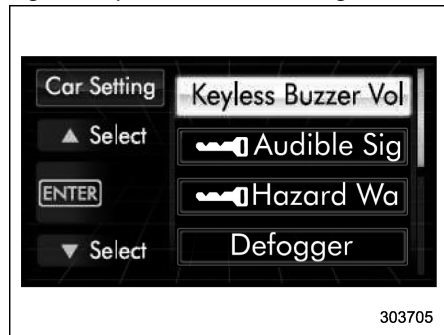 Car Setting
Keyless Buzzer Vol
▲ Select
Audible Sig
ENTER
Hazard Wa
▼ Select
Defogger
303705